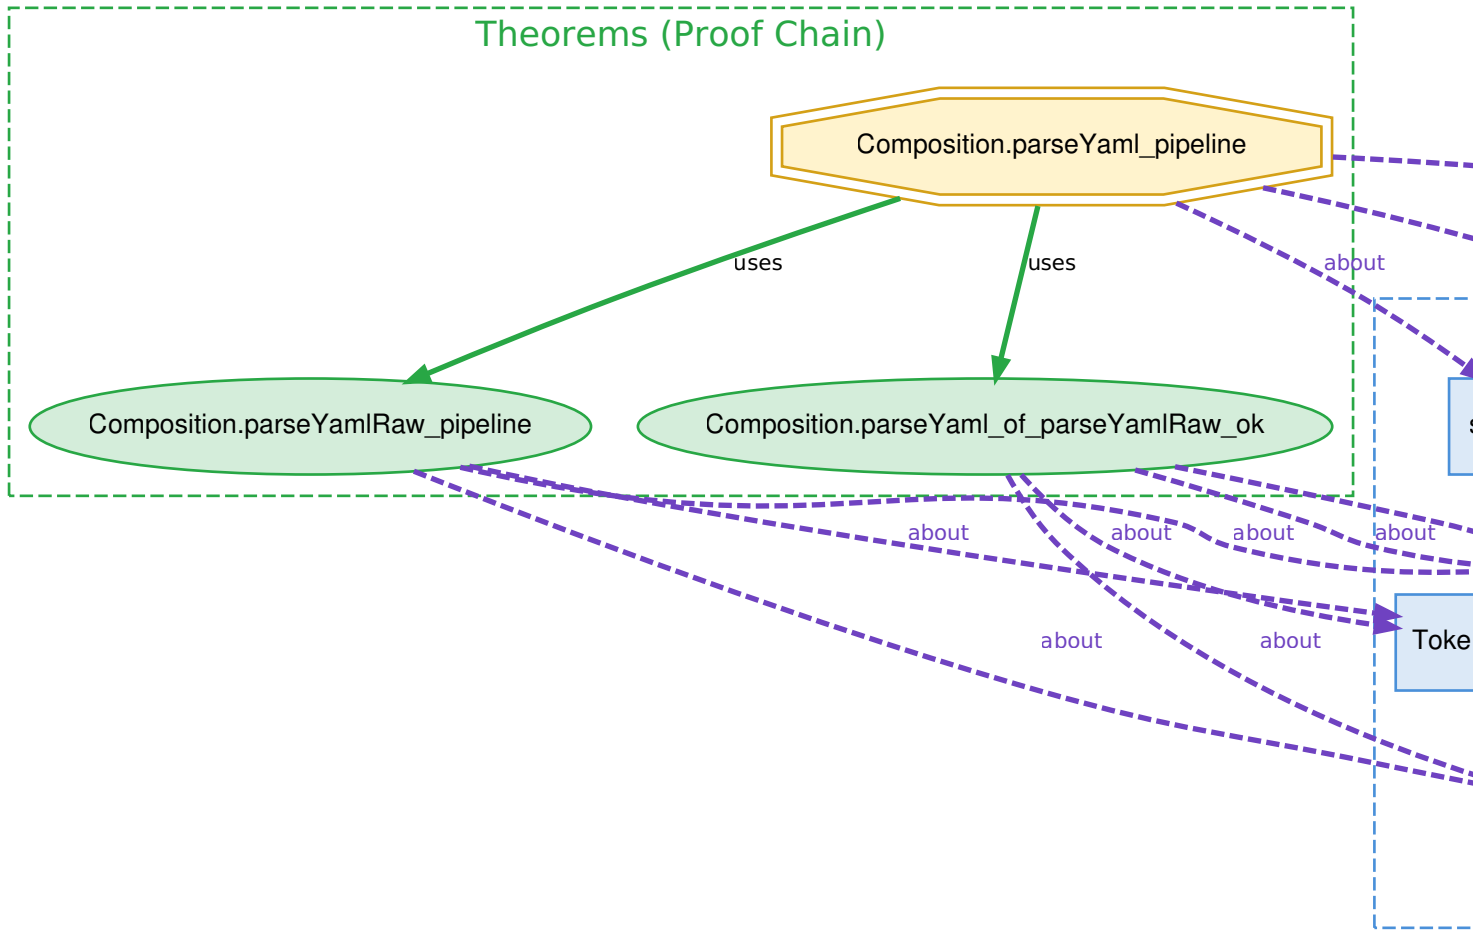 Theorems (Proof Chain)
Composition.parseYaml_pipeline
uses
uses
about
Composition.parseYamlRaw_pipeline
Composition.parseYaml_of_parseYamlRaw_ok
s
about
about
about
about
Toke
about
about